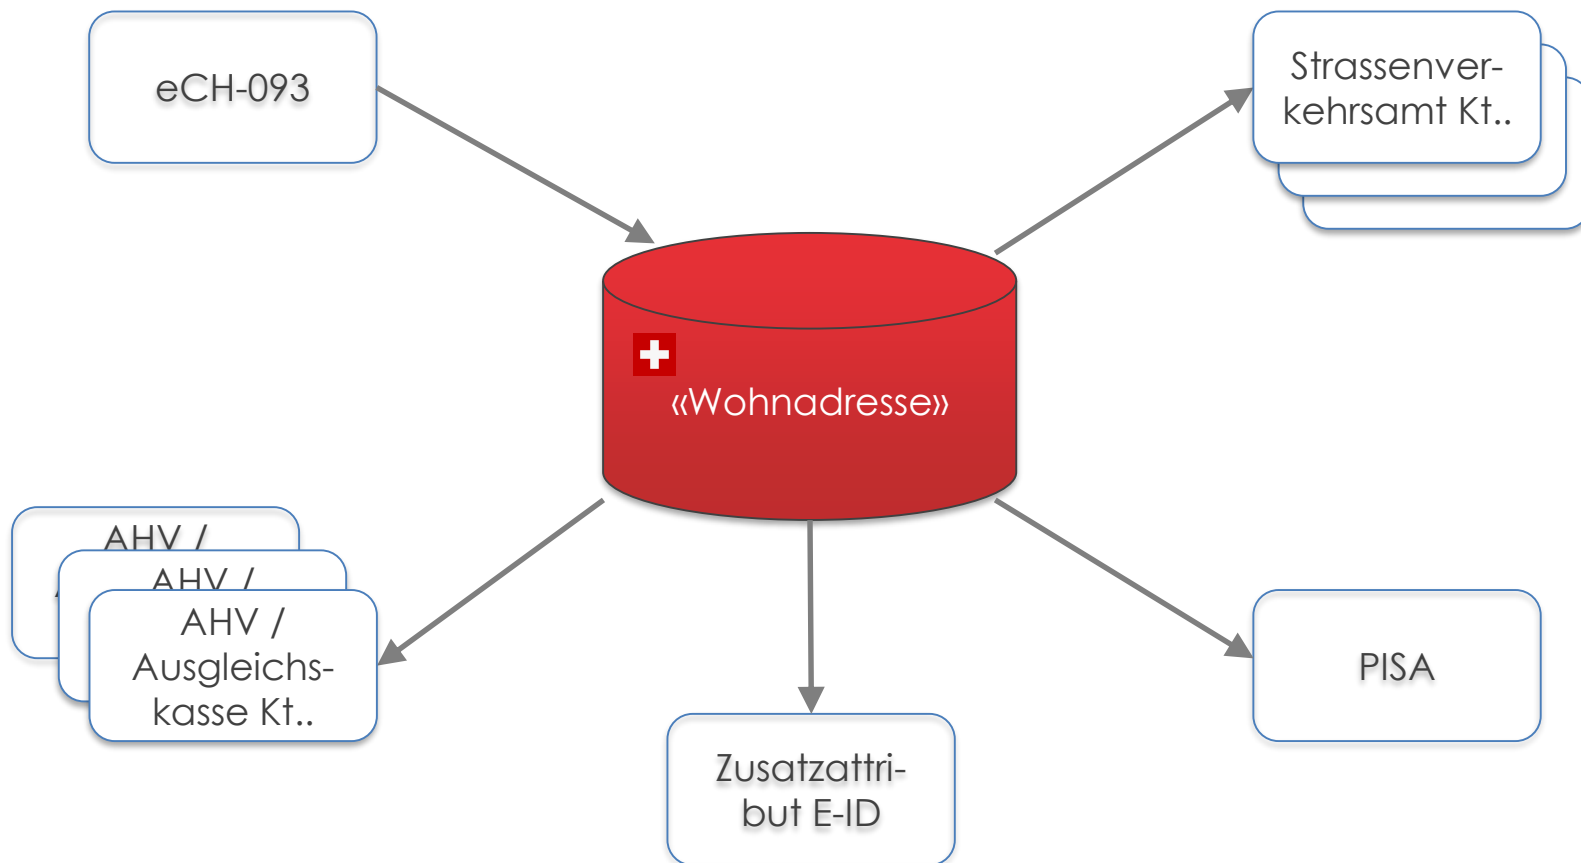 eCH-093
Strassenver-
kehrsamt Kt..
«Wohnadresse»
AHV /
AHV /
AHV /
Ausgleichs-
kasse Kt..
PISA
Zusatzattri-
but E-ID